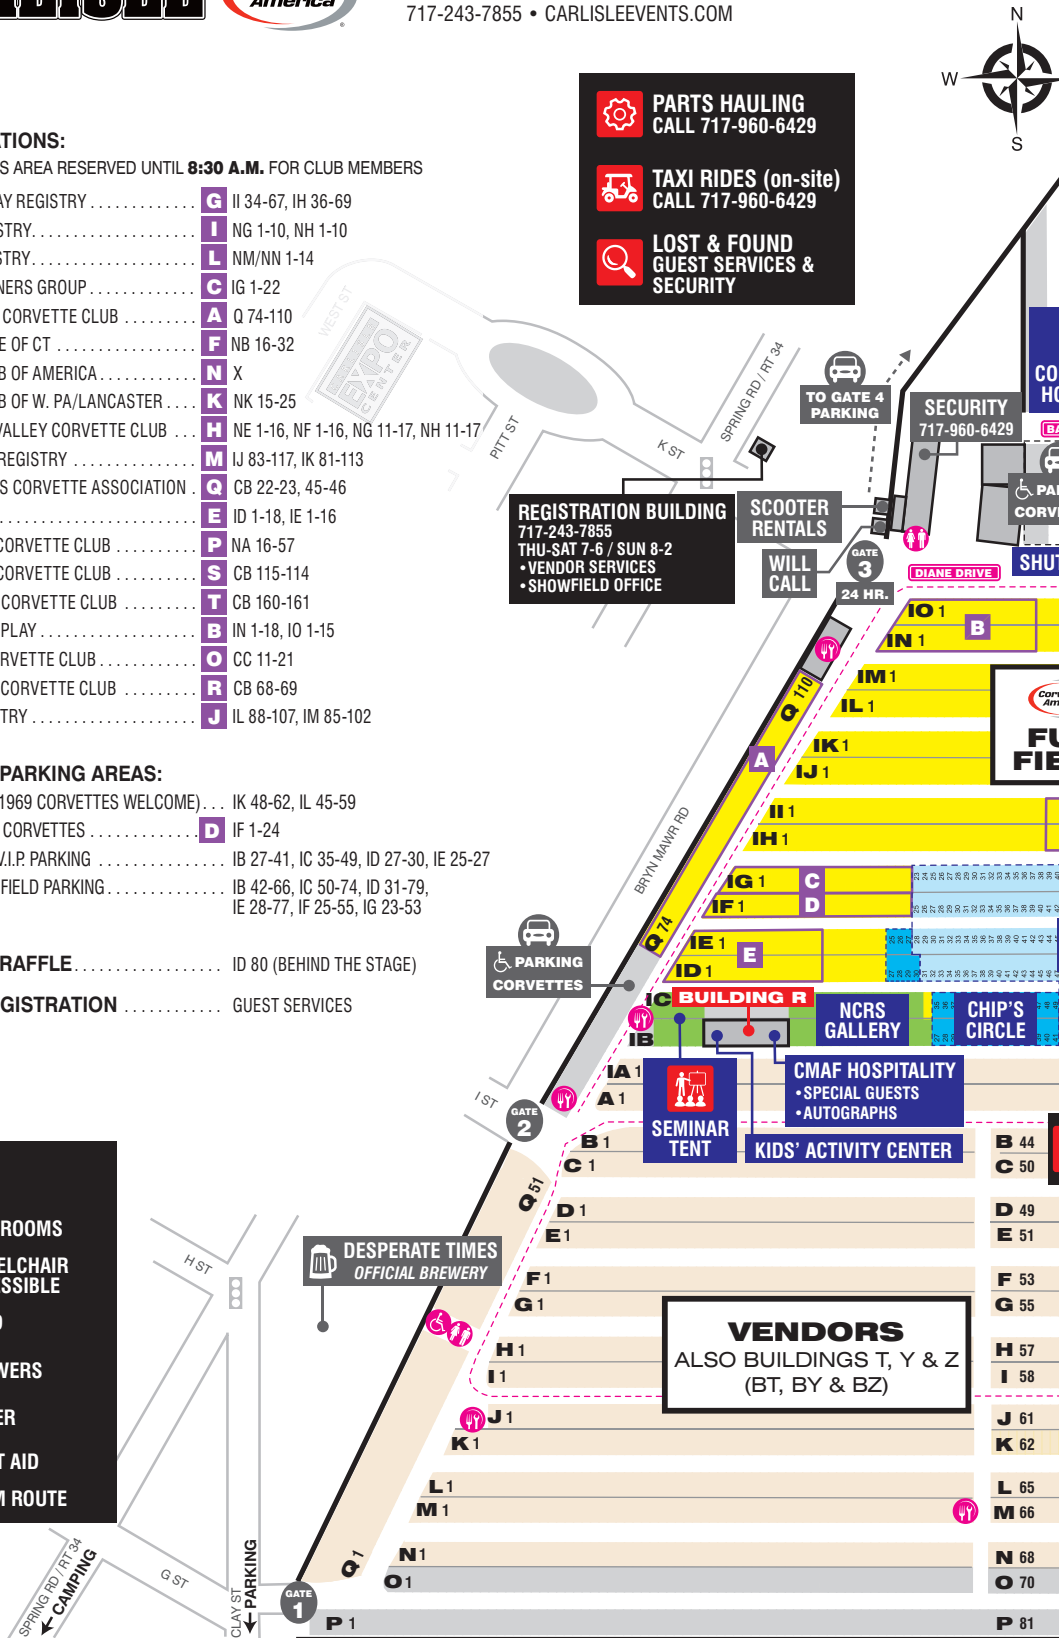 America
717-243-7855 • CARLISLEEVENTS.COM
N
W
S
PARTS HAULING
CALL 717-960-6429
TAXI RIDES (on-site)
CALL 717-960-6429
LOST & FOUND
GUEST SERVICES &
SECURITY
TIONS:
S AREA RESERVED UNTIL 8:30 A.M. FOR CLUB MEMBERS
AY REGISTRY . . . . . . . . . . . . . G II 34-67, IH 36-69
STRY. . . . . . . . . . . . . . . . . . . . I NG 1-10, NH 1-10
STRY. . . . . . . . . . . . . . . . . . . . L NM/NN 1-14
NERS GROUP . . . . . . . . . . . . . C IG 1-22
CORVETTE CLUB . . . . . . . . . A Q 74-110
E OF CT . . . . . . . . . . . . . . . . . F NB 16-32
B OF AMERICA . . . . . . . . . . . . N X
B OF W. PA/LANCASTER . . . . K NK 15-25
VALLEY CORVETTE CLUB . . . H NE 1-16, NF 1-16, NG 11-17, NH 11-17
REGISTRY . . . . . . . . . . . . . . . M IJ 83-117, IK 81-113
S CORVETTE ASSOCIATION . Q CB 22-23, 45-46
. . . . . . . . . . . . . . . . . . . . . . . . E ID 1-18, IE 1-16
CORVETTE CLUB . . . . . . . . . . P NA 16-57
CORVETTE CLUB . . . . . . . . . . S CB 115-114
CORVETTE CLUB . . . . . . . . . T CB 160-161
PLAY . . . . . . . . . . . . . . . . . . . B IN 1-18, IO 1-15
RVETTE CLUB . . . . . . . . . . . . O CC 11-21
CORVETTE CLUB . . . . . . . . . R CB 68-69
TRY . . . . . . . . . . . . . . . . . . . . J IL 88-107, IM 85-102
PARKING AREAS:
1969 CORVETTES WELCOME) . . . IK 48-62, IL 45-59
CORVETTES . . . . . . . . . . . . . D IF 1-24
V.I.P. PARKING . . . . . . . . . . . . . . . IB 27-41, IC 35-49, ID 27-30, IE 25-27
FIELD PARKING . . . . . . . . . . . . . . IB 42-66, IC 50-74, ID 31-79,
IE 28-77, IF 25-55, IG 23-53
RAFFLE . . . . . . . . . . . . . . . . . . ID 80 (BEHIND THE STAGE)
GISTRATION . . . . . . . . . . . . GUEST SERVICES
WEST ST
EXPO
CENTER
PITT ST
K ST
SPRING RD / RT 34
REGISTRATION BUILDING
717-243-7855
THU-SAT 7-6 / SUN 8-2
• VENDOR SERVICES
• SHOWFIELD OFFICE
TO GATE 4
PARKING
SECURITY
717-960-6429
SCOOTER
RENTALS
WILL
CALL
GATE
3
24 HR.
DIANE DRIVE
CO
HO
BA
PA
CORV
SHUT
IO 1
B
IN 1
IM 1
IL 1
IK 1
IJ 1
II 1
IH 1
IG 1 C
IF 1 D
IE 1 E
ID 1
Q 110
A
Q 74
FU
FIE
BRYN MAWR RD
PARKING
CORVETTES
IC
IB
BUILDING R
NCRS
GALLERY
CHIP'S
CIRCLE
CMAF HOSPITALITY
• SPECIAL GUESTS
• AUTOGRAPHS
SEMINAR
TENT
KIDS' ACTIVITY CENTER
IA 1
A 1
I ST
GATE
2
B 1 B 44
C 1 C 50
Q 51
D 1 D 49
E 1 E 51
F 1 F 53
G 1 G 55
H 1 H 57
I 1 I 58
J 1 J 61
K 1 K 62
L 1 L 65
M 1 M 66
N 1 N 68
O 1 O 70
P 1 P 81
Q 1
VENDORS
ALSO BUILDINGS T, Y & Z
(BT, BY & BZ)
DESPERATE TIMES
OFFICIAL BREWERY
H ST
ROOMS
ELCHAIR
ESSIBLE
WERS
ER
T AID
M ROUTE
SPRING RD / RT 34
CAMPING
G ST
CLAY ST
PARKING
GATE
1